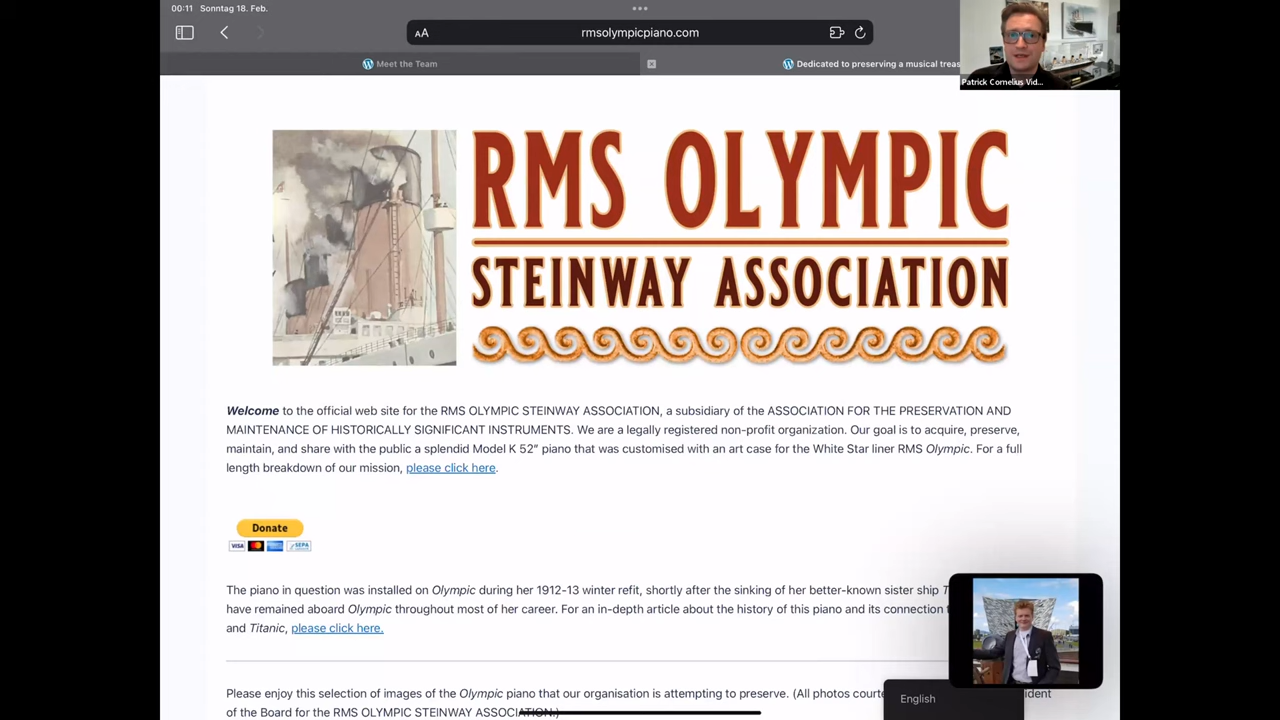 00:11 Sonntag 18. Feb.
AA
rmsolympicpiano.com
Meet the Team
Dedicated to preserving a musical treas
Patrick Cornelius Vid...
RMS OLYMPIC
STEINWAY ASSOCIATION
Welcome to the official web site for the RMS OLYMPIC STEINWAY ASSOCIATION, a subsidiary of the ASSOCIATION FOR THE PRESERVATION AND
MAINTENANCE OF HISTORICALLY SIGNIFICANT INSTRUMENTS. We are a legally registered non-profit organization. Our goal is to acquire, preserve,
maintain, and share with the public a splendid Model K 52” piano that was customised with an art case for the White Star liner RMS Olympic. For a full
length breakdown of our mission, please click here.
Donate
VISA SEPA
The piano in question was installed on Olympic during her 1912-13 winter refit, shortly after the sinking of her better-known sister ship
have remained aboard Olympic throughout most of her career. For an in-depth article about the history of this piano and its connection
and Titanic, please click here.
Please enjoy this selection of images of the Olympic piano that our organisation is attempting to preserve. (All photos ident
of the Board for the RMS OLYMPIC STEINWAY ASSOCIATION.)
English